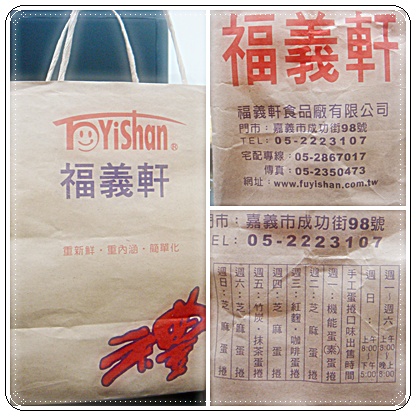 FuYiShan®
福義軒
重新鮮・重內涵・簡單化
福義軒
福義軒食品廠有限公司
門市：嘉義市成功街98號
TEL：05-2223107
宅配專線：05-2867017
傳真：05-2350473
網址：www.fuyishan.com.tw
門市：嘉義市成功街98號
TEL：05-2223107
週一～週六：
週日：
手工蛋捲口味出售時間
週一：機能蛋(素)蛋捲
週二：芝麻蛋捲
週三：紅麴・咖啡蛋捲
週四：芝麻蛋捲
週五：竹炭・抹茶蛋捲
週六：芝麻蛋捲
週日：芝麻蛋捲